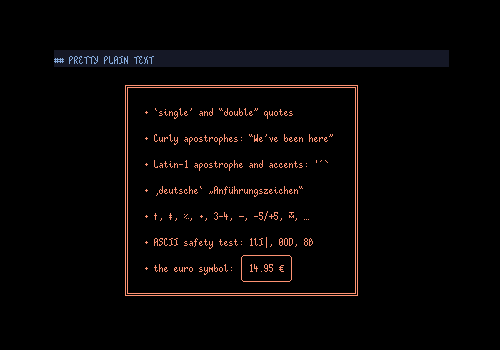 ## PRETTY PLAIN TEXT
• ‘single’ and “double” quotes
• Curly apostrophes: “We’ve been here”
• Latin-1 apostrophe and accents: '´`
• ‚deutsche‘ „Anführungszeichen“
• †, ‡, ‰, •, 3–4, —, −5/+5, ™, …
• ASCII safety test: 1lI|, 0OD, 8B
• the euro symbol: 14.95 €